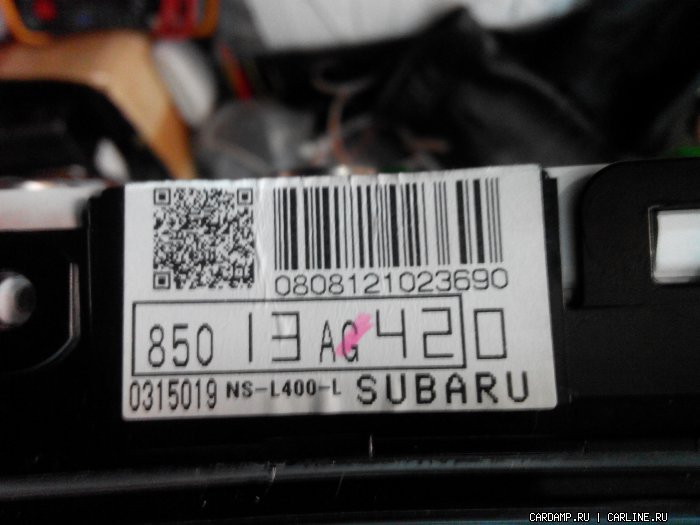 0808121023690
850 13 AG 420
0315019 NS-L400-L SUBARU
CARDAMP.RU | CARLINE.RU